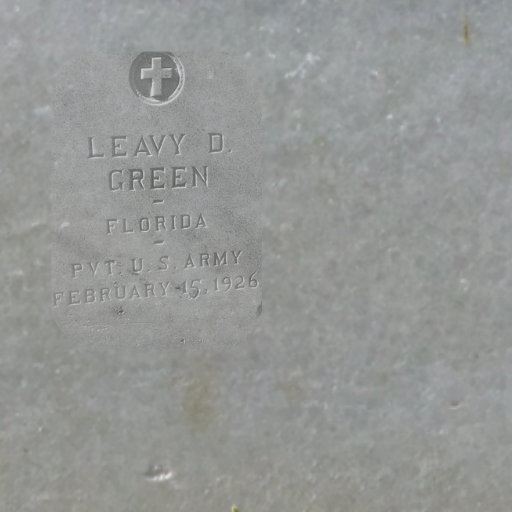 LEAVY D.
GREEN
-
FLORIDA
-
PVT. U. S. ARMY
FEBRUARY 15, 1926